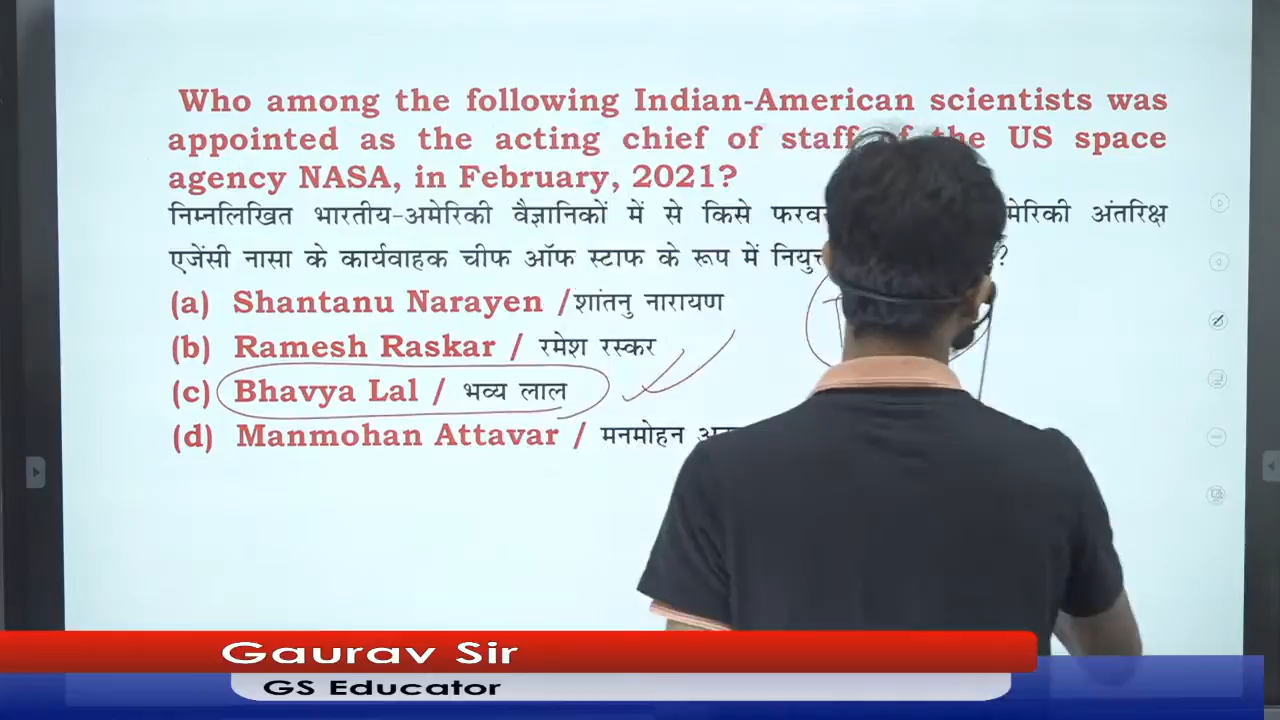 Who among the following Indian-American scientists was
appointed as the acting chief of staff of the US space
agency NASA, in February, 2021?
निम्नलिखित भारतीय-अमेरिकी वैज्ञानिकों में से किसे अंतरिक्ष
एजेंसी नासा के कार्यवाहक चीफ ऑफ स्टाफ के रूप में ?
(a) Shantanu Narayen /शांतनु नारायण
(b) Ramesh Raskar / रमेश रस्कर
(c) Bhavya Lal / भव्य लाल
(d) Manmohan Attavar / मनमोहन
Gaurav Sir
GS Educator